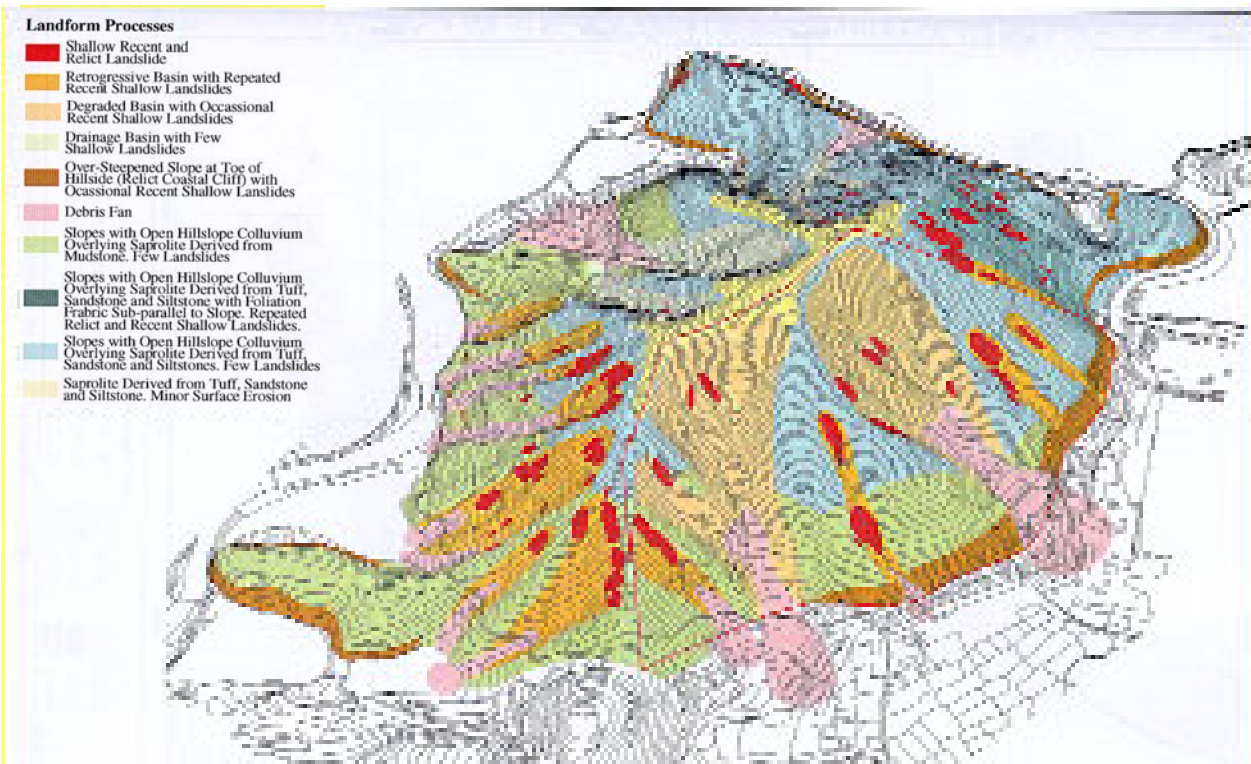 Landform Processes
Shallow Recent and
Relict Landslide
Retrogressive Basin with Repeated
Recent Shallow Landslides
Degraded Basin with Occassional
Recent Shallow Landslides
Drainage Basin with Few
Shallow Landslides
Over-Steepened Slope at Toe of
Hillside (Relict Coastal Cliff) with
Ocassional Recent Shallow Landslides
Debris Fan
Slopes with Open Hillslope Colluvium
Overlying Saprolite Derived from
Mudstone. Few Landslides
Slopes with Open Hillslope Colluvium
Overlying Saprolite Derived from Tuff,
Sandstone and Siltstone with Foliation
Frabric Sub-parallel to Slope. Repeated
Relict and Recent Shallow Landslides.
Slopes with Open Hillslope Colluvium
Overlying Saprolite Derived from Tuff,
Sandstone and Siltstones. Few Landslides
Saprolite Derived from Tuff, Sandstone
and Siltstone. Minor Surface Erosion